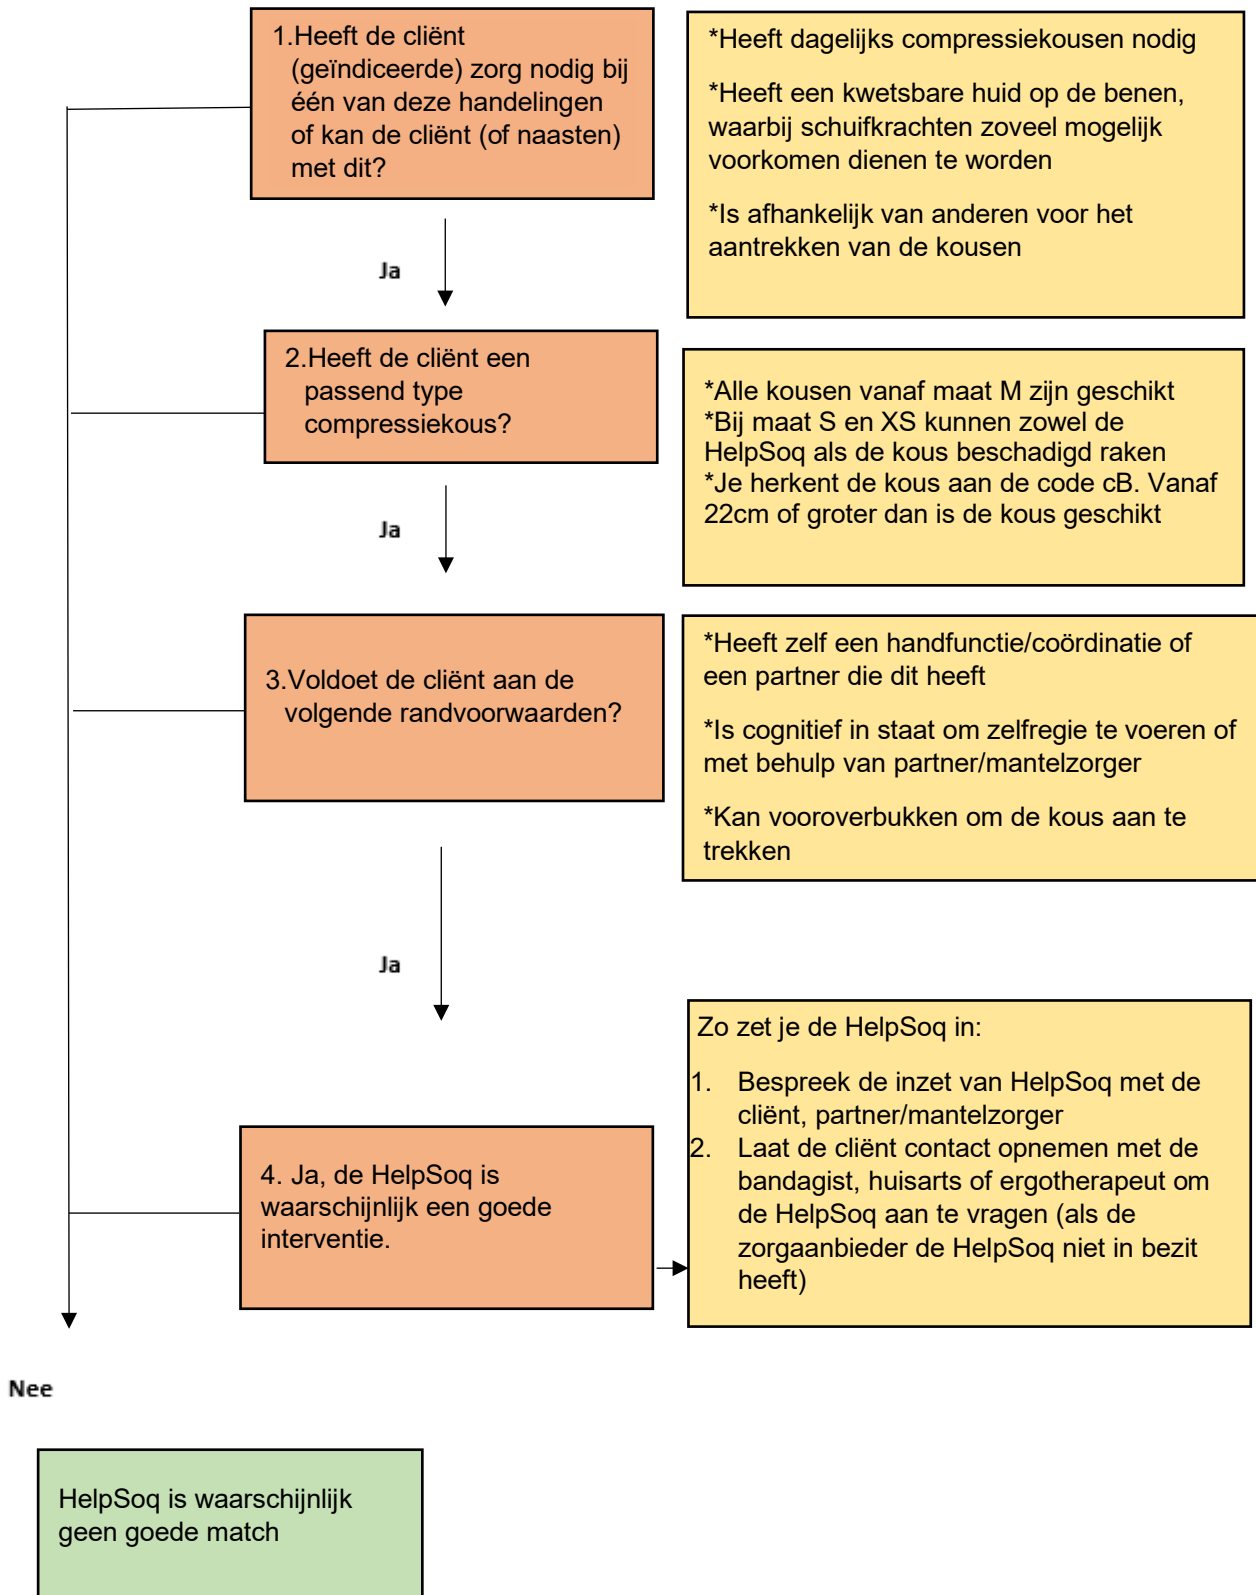 1.Heeft de cliënt
(geïndiceerde) zorg nodig bij
één van deze handelingen
of kan de cliënt (of naasten)
met dit?
*Heeft dagelijks compressiekousen nodig
*Heeft een kwetsbare huid op de benen,
waarbij schuifkrachten zoveel mogelijk
voorkomen dienen te worden
*Is afhankelijk van anderen voor het
aantrekken van de kousen
Ja
2.Heeft de cliënt een
passend type
compressiekous?
*Alle kousen vanaf maat M zijn geschikt
*Bij maat S en XS kunnen zowel de
HelpSoq als de kous beschadigd raken
*Je herkent de kous aan de code cB. Vanaf
22cm of groter dan is de kous geschikt
Ja
3.Voldoet de cliënt aan de
volgende randvoorwaarden?
*Heeft zelf een handfunctie/coördinatie of
een partner die dit heeft
*Is cognitief in staat om zelfregie te voeren of
met behulp van partner/mantelzorger
*Kan vooroverbukken om de kous aan te
trekken
Ja
4. Ja, de HelpSoq is
waarschijnlijk een goede
interventie.
Zo zet je de HelpSoq in:
1. Bespreek de inzet van HelpSoq met de
cliënt, partner/mantelzorger
2. Laat de cliënt contact opnemen met de
bandagist, huisarts of ergotherapeut om
de HelpSoq aan te vragen (als de
zorgaanbieder de HelpSoq niet in bezit
heeft)
Nee
HelpSoq is waarschijnlijk
geen goede match